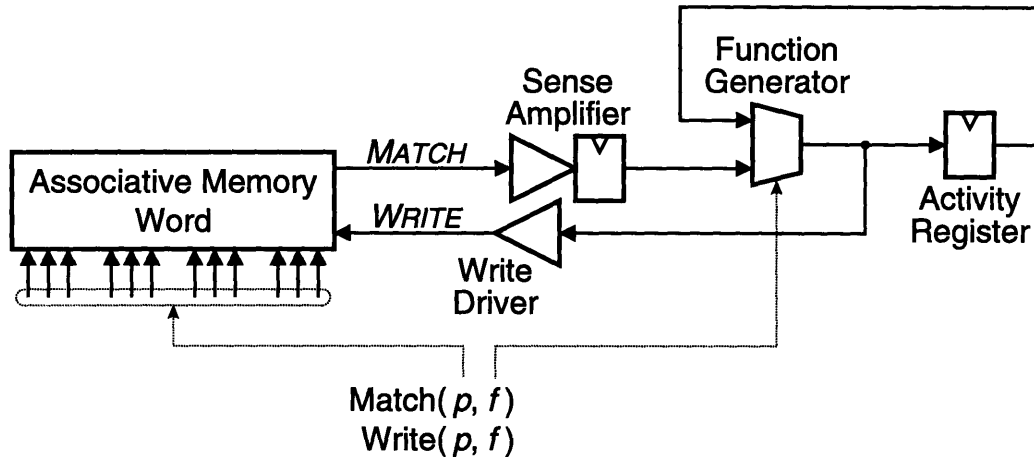 Function
Generator
Sense
Amplifier
MATCH
Associative Memory
Word
WRITE
Activity
Register
Write
Driver
Match( p, f )
Write( p, f )